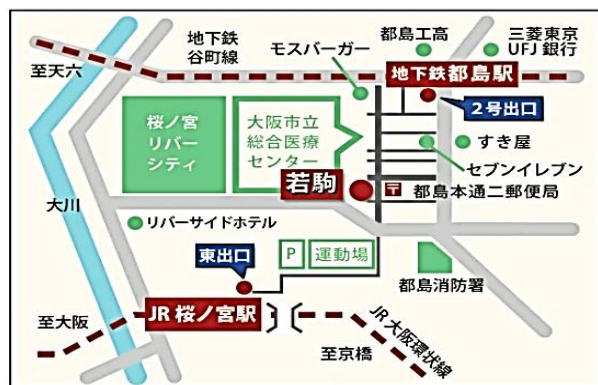 地下鉄
谷町線
至天六
モスバーガー
都島工高
三菱東京
UFJ銀行
地下鉄 都島駅
2号出口
桜ノ宮
リバー
シティ
大阪市立
総合医療
センター
すき屋
セブンイレブン
若駒
〒
都島本通二郵便局
大川
リバーサイドホテル
東出口
P
運動場
都島消防署
JR 桜ノ宮駅
至大阪
JR大阪環状線
至京橋